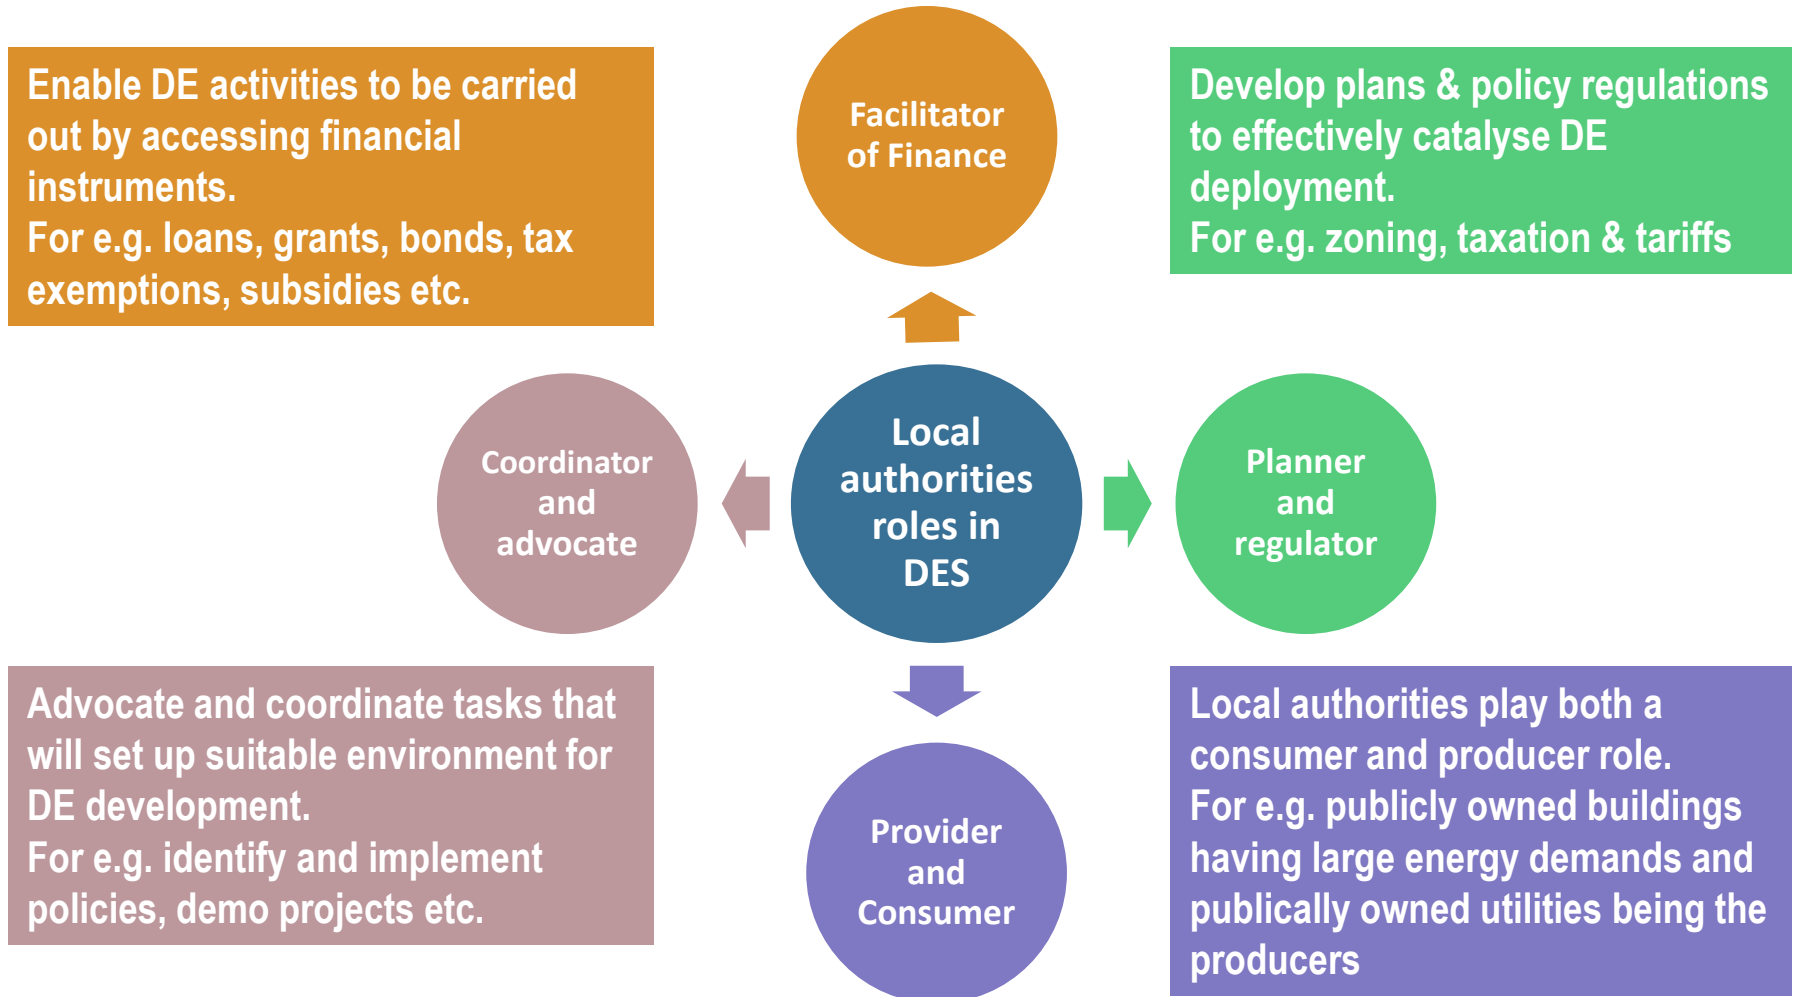 Enable DE activities to be carried
out by accessing financial
instruments.
For e.g. loans, grants, bonds, tax
exemptions, subsidies etc.
Facilitator
of Finance
Develop plans & policy regulations
to effectively catalyse DE
deployment.
For e.g. zoning, taxation & tariffs
Coordinator
and
advocate
Local
authorities
roles in
DES
Planner
and
regulator
Advocate and coordinate tasks that
will set up suitable environment for
DE development.
For e.g. identify and implement
policies, demo projects etc.
Provider
and
Consumer
Local authorities play both a
consumer and producer role.
For e.g. publicly owned buildings
having large energy demands and
publically owned utilities being the
producers